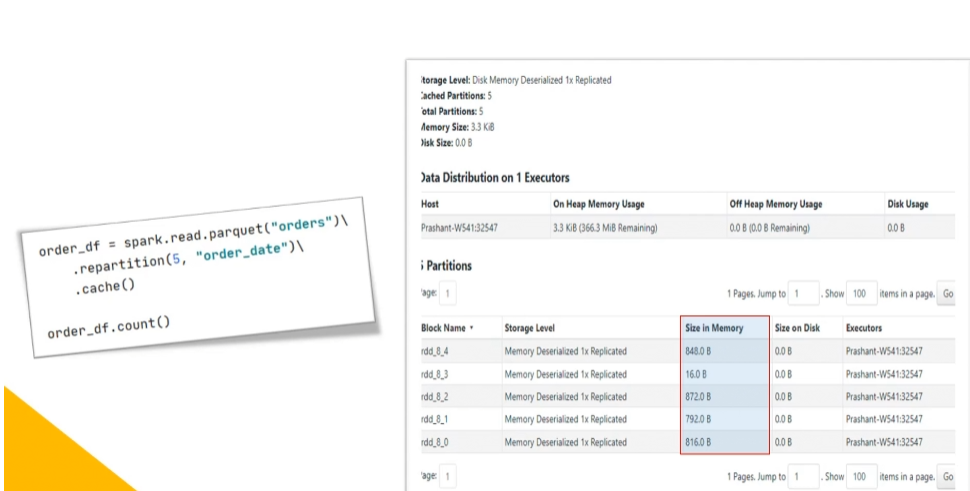 order_df = spark.read.parquet("orders")\
.repartition(5, "order_date")\
.cache()
order_df.count()
torage Level: Disk Memory Deserialized 1x Replicated
ached Partitions: 5
otal Partitions: 5
Memory Size: 3.3 KiB
Disk Size: 0.0 B
Data Distribution on 1 Executors
Host On Heap Memory Usage Off Heap Memory Usage Disk Usage
Prashant-W541:32547 3.3 KiB (366.3 MiB Remaining) 0.0 B (0.0 B Remaining) 0.0 B
5 Partitions
age: 1 1 Pages. Jump to 1 . Show 100 items in a page. Go
Block Name Storage Level Size in Memory Size on Disk Executors
rdd_8_4 Memory Deserialized 1x Replicated 848.0 B 0.0 B Prashant-W541:32547
rdd_8_3 Memory Deserialized 1x Replicated 16.0 B 0.0 B Prashant-W541:32547
rdd_8_2 Memory Deserialized 1x Replicated 872.0 B 0.0 B Prashant-W541:32547
rdd_8_1 Memory Deserialized 1x Replicated 792.0 B 0.0 B Prashant-W541:32547
rdd_8_0 Memory Deserialized 1x Replicated 816.0 B 0.0 B Prashant-W541:32547
age: 1 1 Pages. Jump to 1 . Show 100 items in a page. Go